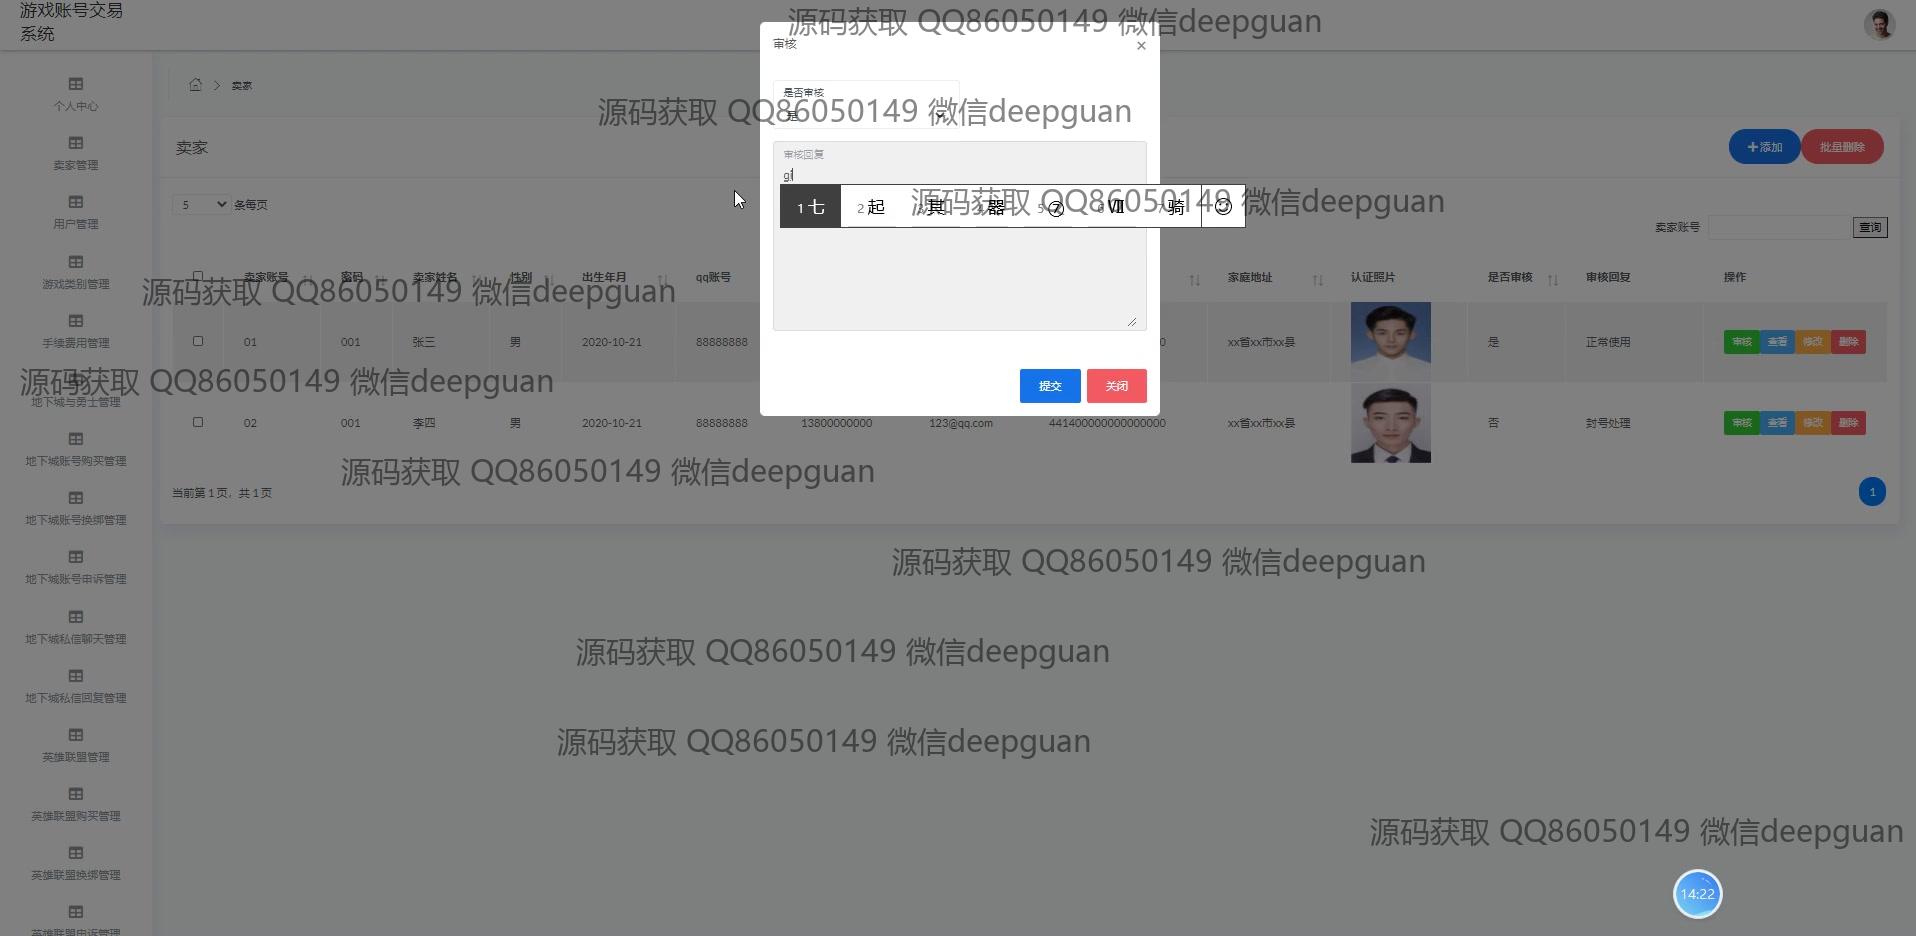 游戏账号交易
系统
源码获取 QQ86050149 微信deepguan
审核
×
个人中心
卖家
是否审核
是
源码获取 QQ86050149 微信deepguan
卖家
添加
批量删除
审核回复
卖家管理
5
条每页
1七 2起 其 器 5⑦ 6Ⅶ 7骑
源码获取 QQ86050149 微信deepguan
用户管理
卖家账号
查询
卖家账号 密码 卖家姓名 性别 出生年月 qq账号 家庭地址 认证照片 是否审核 审核回复 操作
源码获取 QQ86050149 微信deepguan
游戏类别管理
01 001 张三 男 2020-10-21 88888888 0 xx省xx市xx县 是 正常使用 审核 查看 修改 删除
手续费用管理
源码获取 QQ86050149 微信deepguan
提交
关闭
地下城与勇士管理
02 001 李四 男 2020-10-21 88888888 13800000000 123@qq.com 441400000000000000 xx省xx市xx县 否 封号处理 审核 查看 修改 删除
地下城账号购买管理
源码获取 QQ86050149 微信deepguan
当前第 1 页，共 1 页
1
地下城账号换绑管理
源码获取 QQ86050149 微信deepguan
地下城账号申诉管理
地下城私信聊天管理
源码获取 QQ86050149 微信deepguan
地下城私信回复管理
源码获取 QQ86050149 微信deepguan
英雄联盟管理
英雄联盟购买管理
源码获取 QQ86050149 微信deepguan
英雄联盟换绑管理
14:22
英雄联盟申诉管理